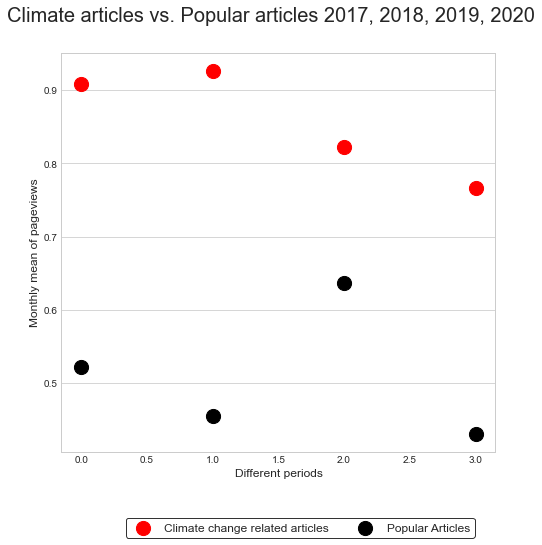 Climate articles vs. Popular articles 2017, 2018, 2019, 2020
0.9
0.8
0.7
0.6
0.5
Monthly mean of pageviews
0.0 0.5 1.0 1.5 2.0 2.5 3.0
Different periods
Climate change related articles Popular Articles